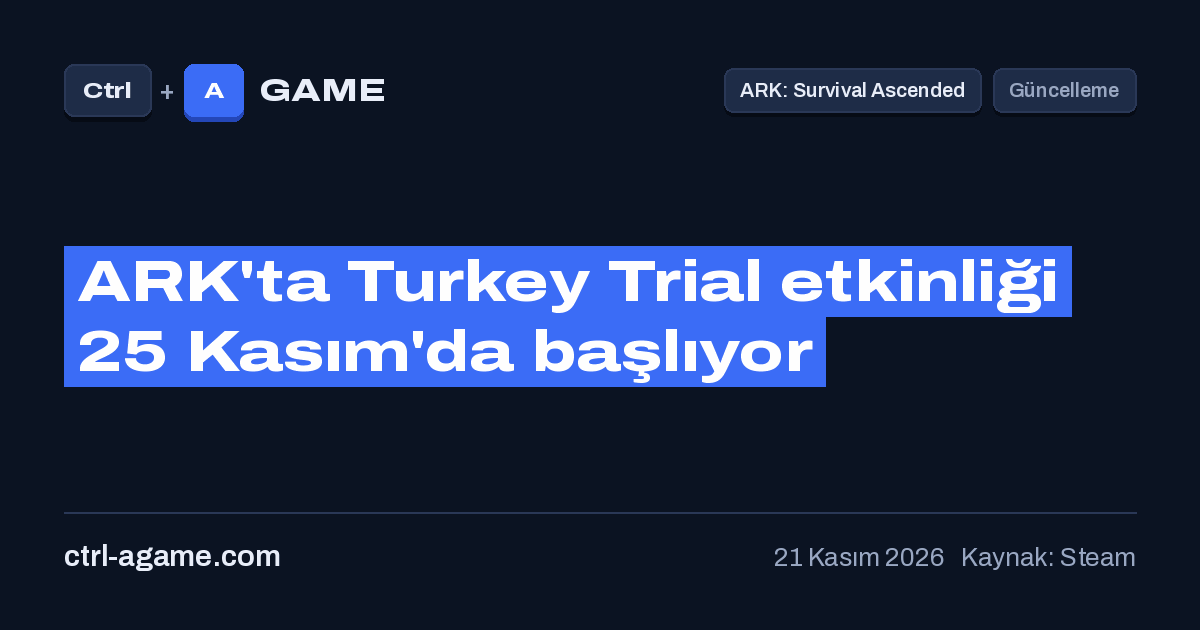 Ctrl + A GAME
ARK: Survival Ascended
Güncelleme
ARK'ta Turkey Trial etkinliği
25 Kasım'da başlıyor
ctrl-agame.com
21 Kasım 2026 Kaynak: Steam